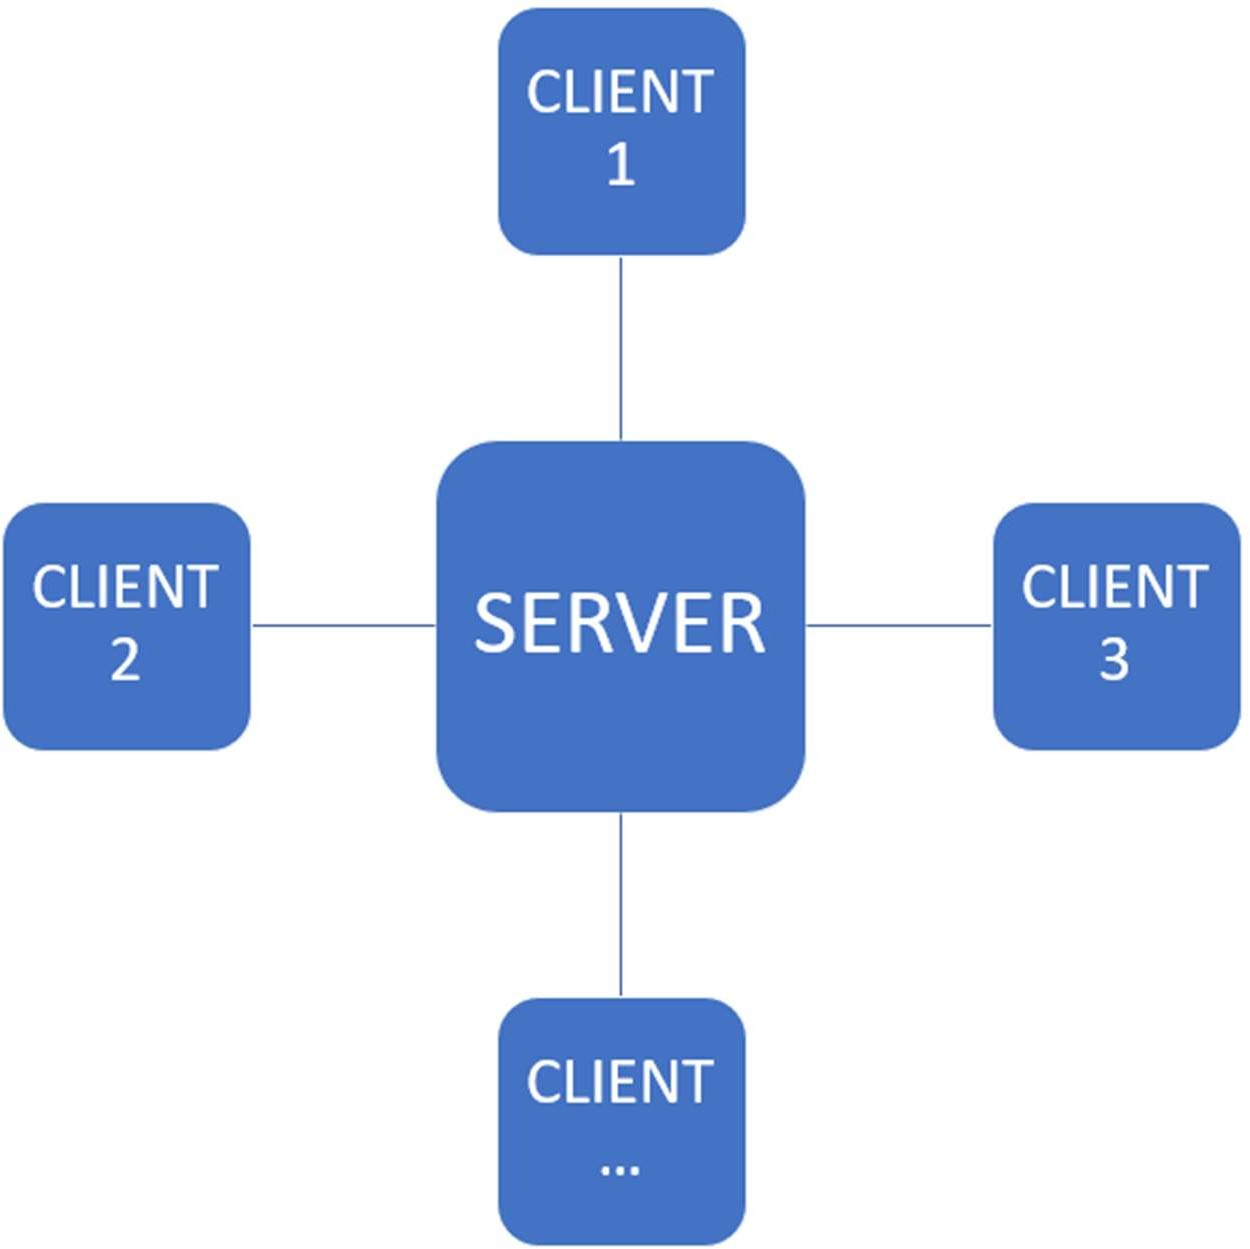 CLIENT
1
CLIENT
2
SERVER
CLIENT
3
CLIENT
...